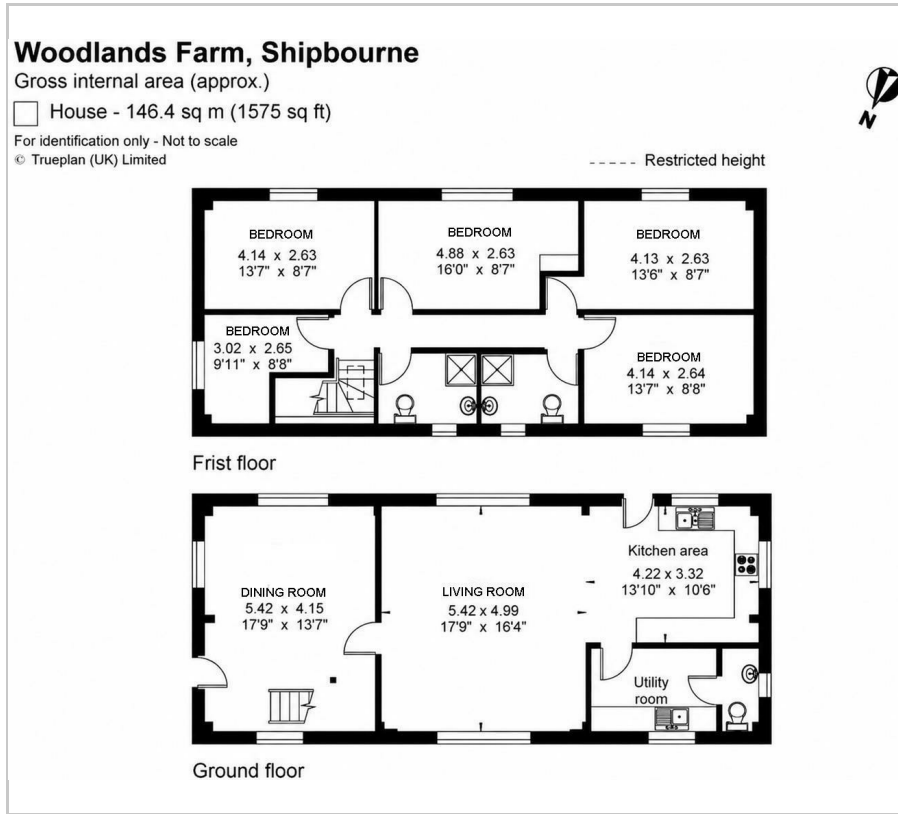 Woodlands Farm, Shipbourne
Gross internal area (approx.)
House - 146.4 sq m (1575 sq ft)
For identification only - Not to scale
© Trueplan (UK) Limited
N
----- Restricted height
BEDROOM
4.14 x 2.63
13'7" x 8'7"
BEDROOM
4.88 x 2.63
16'0" x 8'7"
BEDROOM
4.13 x 2.63
13'6" x 8'7"
BEDROOM
3.02 x 2.65
9'11" x 8'8"
BEDROOM
4.14 x 2.64
13'7" x 8'8"
Frist floor
DINING ROOM
5.42 x 4.15
17'9" x 13'7"
LIVING ROOM
5.42 x 4.99
17'9" x 16'4"
Kitchen area
4.22 x 3.32
13'10" x 10'6"
Utility
room
Ground floor